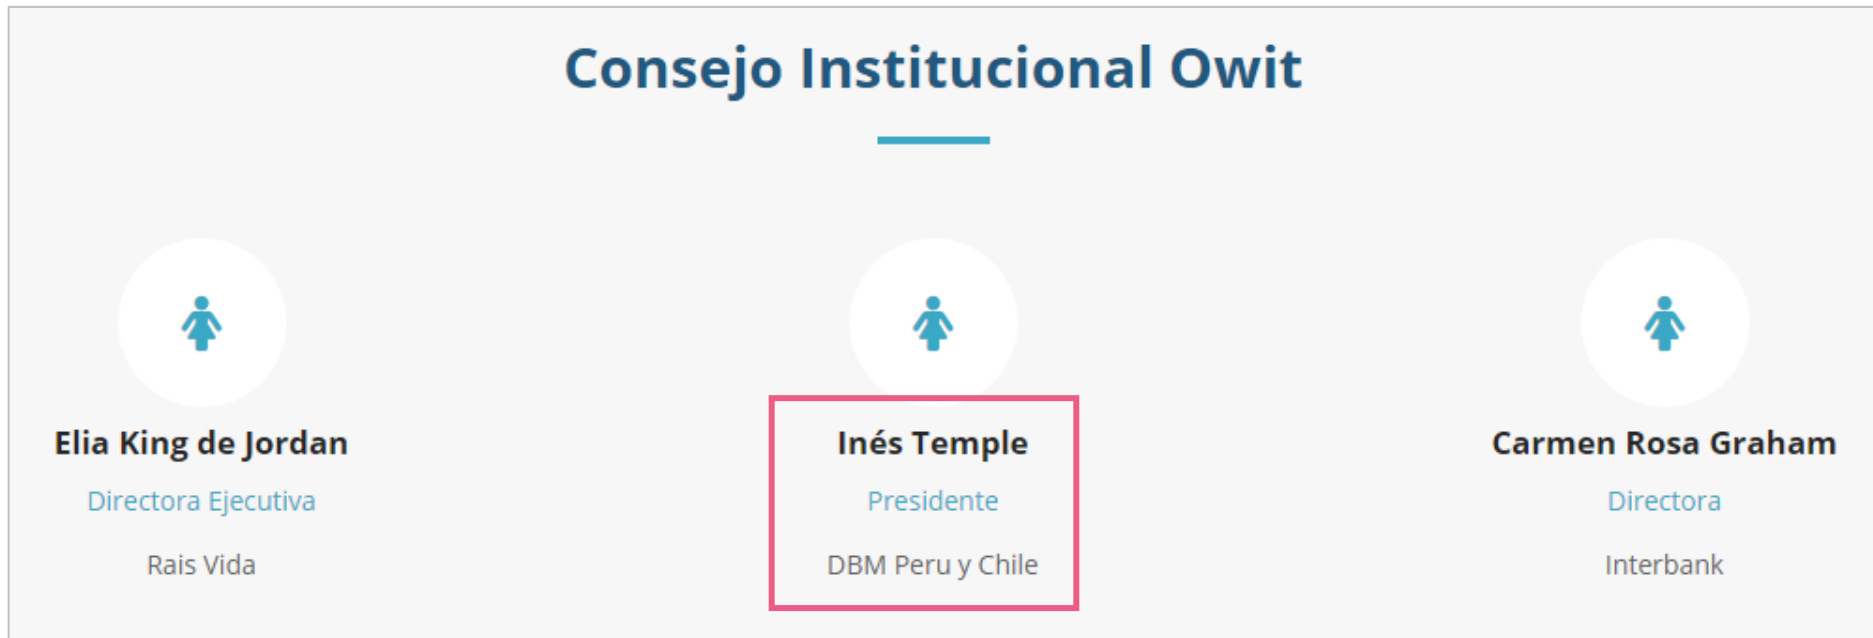 Consejo Institucional Owit
Elia King de Jordan
Directora Ejecutiva
Rais Vida
Inés Temple
Presidente
DBM Peru y Chile
Carmen Rosa Graham
Directora
Interbank